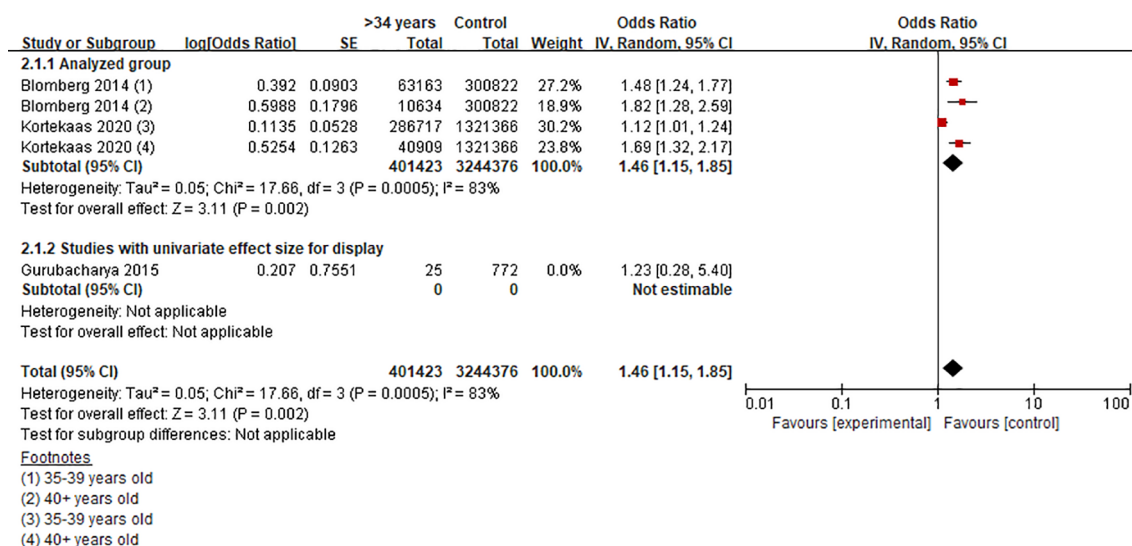 >34 years Control Odds Ratio Odds Ratio
Study or Subgroup log[Odds Ratio] SE Total Total Weight IV, Random, 95% CI IV, Random, 95% CI
2.1.1 Analyzed group
Blomberg 2014 (1) 0.392 0.0903 63163 300822 27.2% 1.48 [1.24, 1.77]
Blomberg 2014 (2) 0.5988 0.1796 10634 300822 18.9% 1.82 [1.28, 2.59]
Kortekaas 2020 (3) 0.1135 0.0528 286717 1321366 30.2% 1.12 [1.01, 1.24]
Kortekaas 2020 (4) 0.5254 0.1263 40909 1321366 23.8% 1.69 [1.32, 2.17]
Subtotal (95% CI) 401423 3244376 100.0% 1.46 [1.15, 1.85]
Heterogeneity: Tau² = 0.05; Chi² = 17.66, df = 3 (P = 0.0005); I² = 83%
Test for overall effect: Z = 3.11 (P = 0.002)
2.1.2 Studies with univariate effect size for display
Gurubacharya 2015 0.207 0.7551 25 772 0.0% 1.23 [0.28, 5.40]
Subtotal (95% CI) 0 0 Not estimable
Heterogeneity: Not applicable
Test for overall effect: Not applicable
Total (95% CI) 401423 3244376 100.0% 1.46 [1.15, 1.85]
Heterogeneity: Tau² = 0.05; Chi² = 17.66, df = 3 (P = 0.0005); I² = 83%
Test for overall effect: Z = 3.11 (P = 0.002)
Test for subgroup differences: Not applicable
0.01 0.1 1 10 100
Favours [experimental] Favours [control]
Footnotes
(1) 35-39 years old
(2) 40+ years old
(3) 35-39 years old
(4) 40+ years old